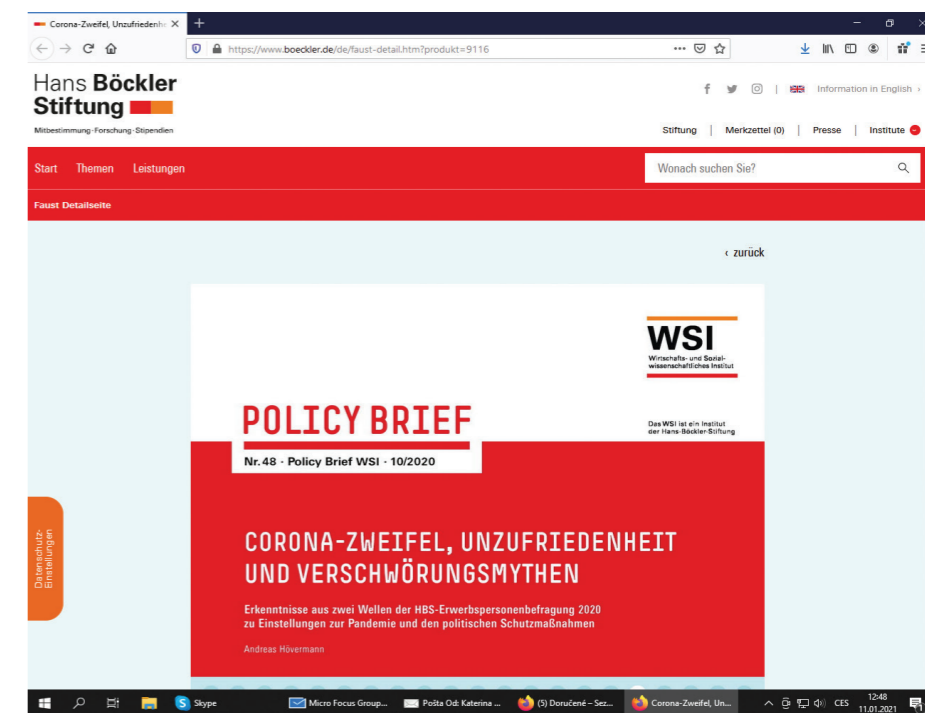 Corona-Zweifel, Unzufriedenhe
https://www.boeckler.de/de/faust-detail.htm?produkt=9116
Hans Böckler
Stiftung
Mitbestimmung·Forschung·Stipendien
Information in English ›
Stiftung | Merkzettel (0) | Presse | Institute
Start Themen Leistungen
Wonach suchen Sie?
Faust Detailseite
‹ zurück
WSI
Wirtschafts- und Sozial-
wissenschaftliches Institut
POLICY BRIEF
Das WSI ist ein Institut
der Hans-Böckler-Stiftung
Nr. 48 · Policy Brief WSI · 10/2020
Datenschutz-
Einstellungen
CORONA-ZWEIFEL, UNZUFRIEDENHEIT
UND VERSCHWÖRUNGSMYTHEN
Erkenntnisse aus zwei Wellen der HBS-Erwerbspersonenbefragung 2020
zu Einstellungen zur Pandemie und den politischen Schutzmaßnahmen
Andreas Hövermann
Skype Micro Focus Group... Pošta Od: Katerina ... (5) Doručené – Sez... Corona-Zweifel, Un... CES 12:48
11.01.2021